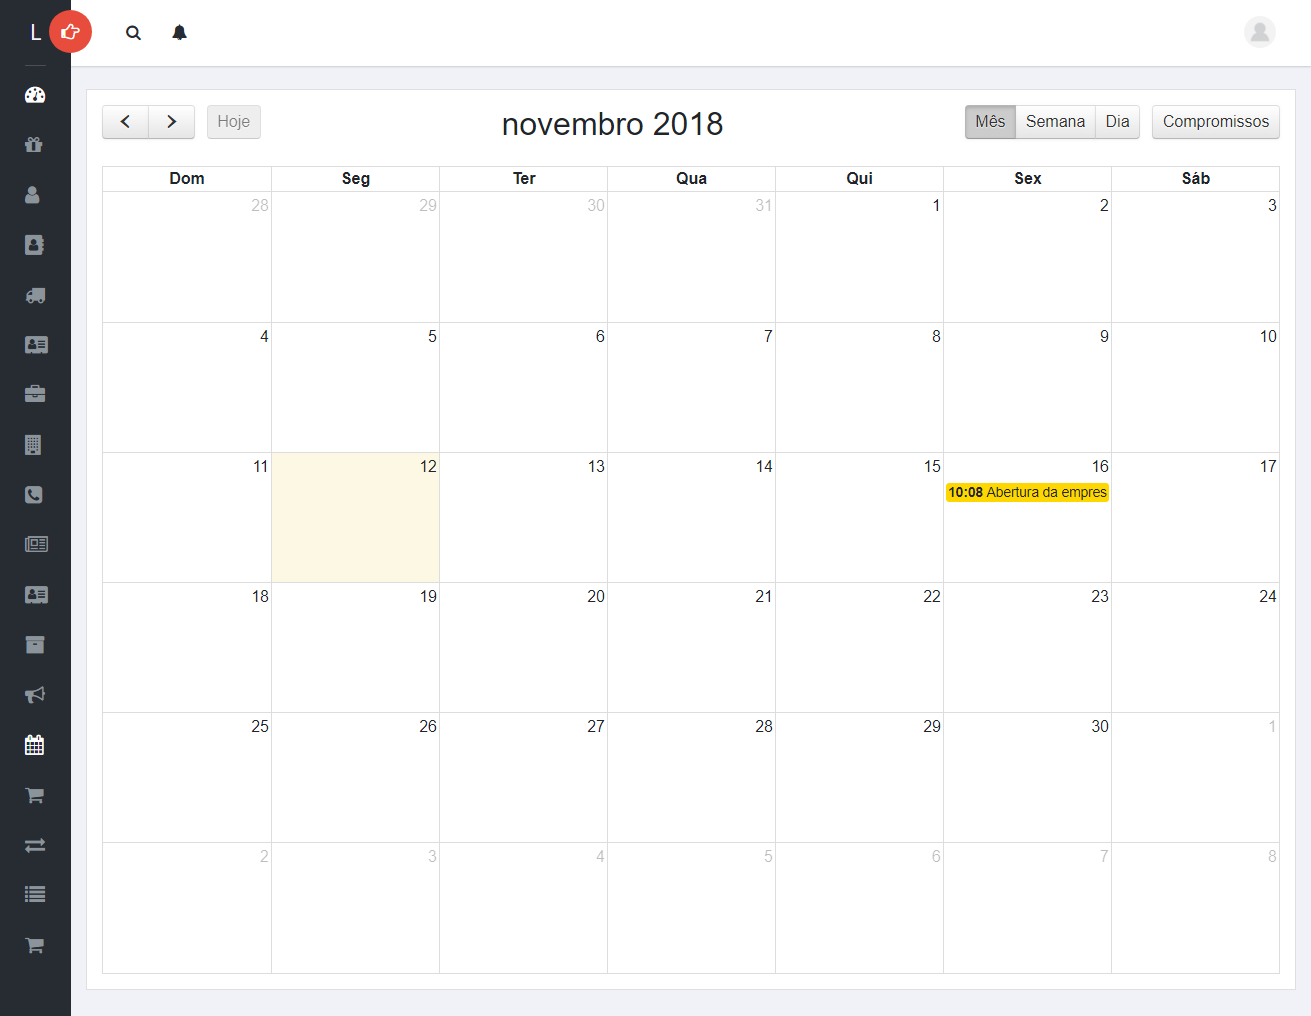 L
Hoje
novembro 2018
Mês Semana Dia Compromissos
Dom Seg Ter Qua Qui Sex Sáb
28 29 30 31 1 2 3
4 5 6 7 8 9 10
11 12 13 14 15 16 17
10:08 Abertura da empres
18 19 20 21 22 23 24
25 26 27 28 29 30 1
2 3 4 5 6 7 8